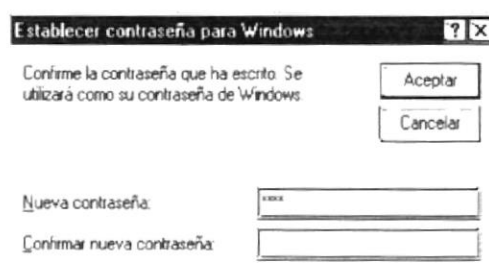 Establecer contraseña para Windows
Confirme la contraseña que ha escrito. Se
utilizará como su contraseña de Windows.
Aceptar
Cancelar
Nueva contraseña: xxxx
Confirmar nueva contraseña: